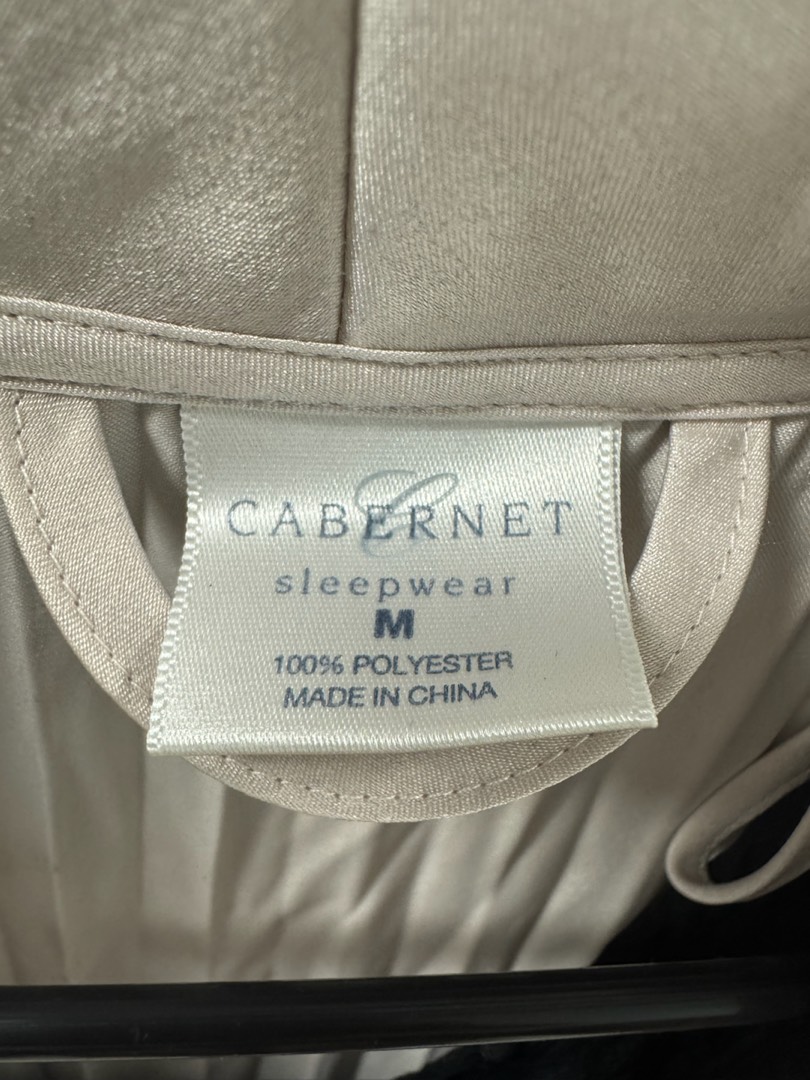 C
CABERNET
sleepwear
M
100% POLYESTER
MADE IN CHINA